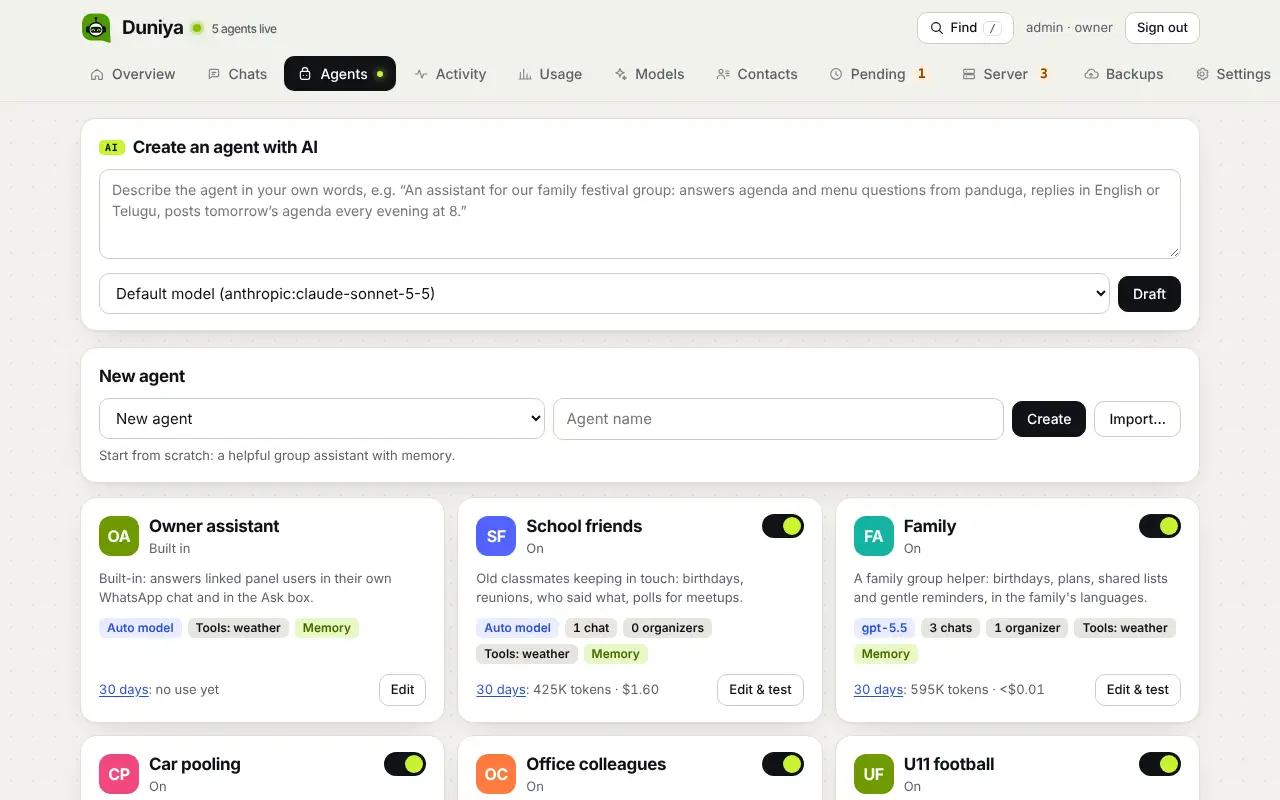 Duniya
5 agents live
Find /
admin · owner
Sign out
Overview
Chats
Agents
Activity
Usage
Models
Contacts
Pending 1
Server 3
Backups
Settings
AI Create an agent with AI
Describe the agent in your own words, e.g. “An assistant for our family festival group: answers agenda and menu questions from panduga, replies in English or
Telugu, posts tomorrow’s agenda every evening at 8.”
Default model (anthropic:claude-sonnet-5-5)
Draft
New agent
New agent
Agent name
Create
Import…
Start from scratch: a helpful group assistant with memory.
OA
Owner assistant
Built in
Built-in: answers linked panel users in their own
WhatsApp chat and in the Ask box.
Auto model
Tools: weather
Memory
30 days: no use yet
Edit
SF
School friends
On
Old classmates keeping in touch: birthdays,
reunions, who said what, polls for meetups.
Auto model
1 chat
0 organizers
Tools: weather
Memory
30 days: 425K tokens · $1.60
Edit & test
FA
Family
On
A family group helper: birthdays, plans, shared lists
and gentle reminders, in the family's languages.
gpt-5.5
3 chats
1 organizer
Tools: weather
Memory
30 days: 595K tokens · <$0.01
Edit & test
CP
Car pooling
On
OC
Office colleagues
On
UF
U11 football
On